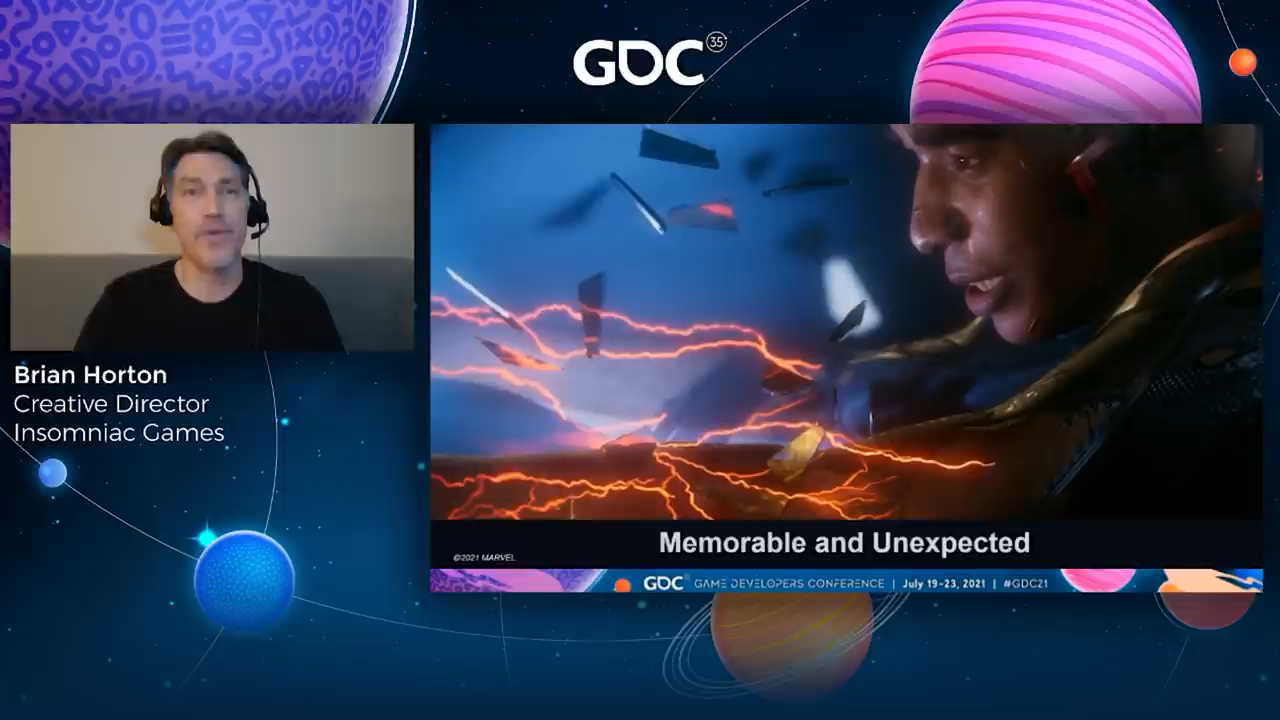 GDC 35
Brian Horton
Creative Director
Insomniac Games
Memorable and Unexpected
©2021 MARVEL
GDC GAME DEVELOPERS CONFERENCE | July 19-23, 2021 | #GDC21